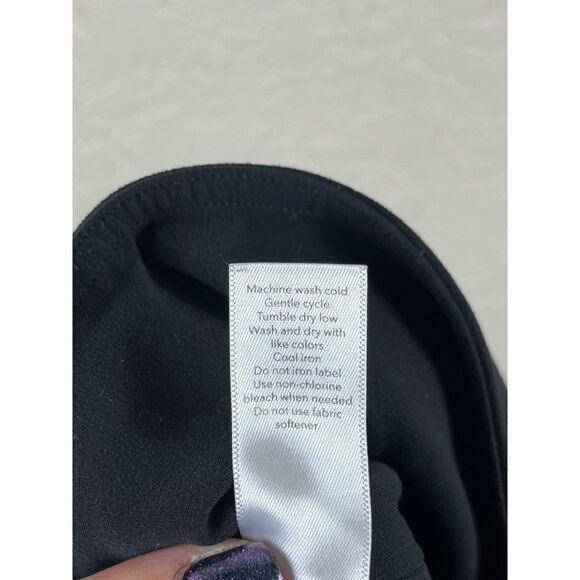 Machine wash cold
Gentle cycle
Tumble dry low
Wash and dry with
like colors
Cool iron
Do not iron label
Use non-chlorine
bleach when needed
Do not use fabric
softener